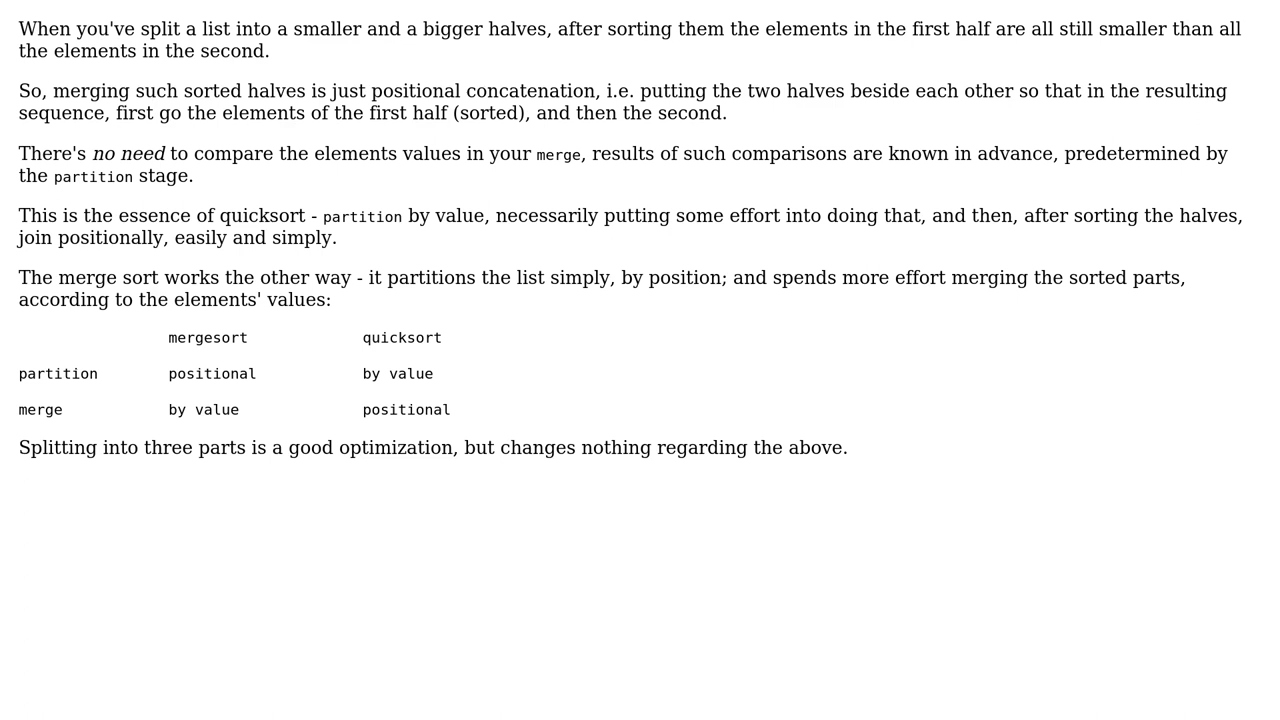 When you've split a list into a smaller and a bigger halves, after sorting them the elements in the first half are all still smaller than all
the elements in the second.
So, merging such sorted halves is just positional concatenation, i.e. putting the two halves beside each other so that in the resulting
sequence, first go the elements of the first half (sorted), and then the second.
There's no need to compare the elements values in your merge, results of such comparisons are known in advance, predetermined by
the partition stage.
This is the essence of quicksort - partition by value, necessarily putting some effort into doing that, and then, after sorting the halves,
join positionally, easily and simply.
The merge sort works the other way - it partitions the list simply, by position; and spends more effort merging the sorted parts,
according to the elements' values:
mergesort quicksort
partition positional by value
merge by value positional
Splitting into three parts is a good optimization, but changes nothing regarding the above.